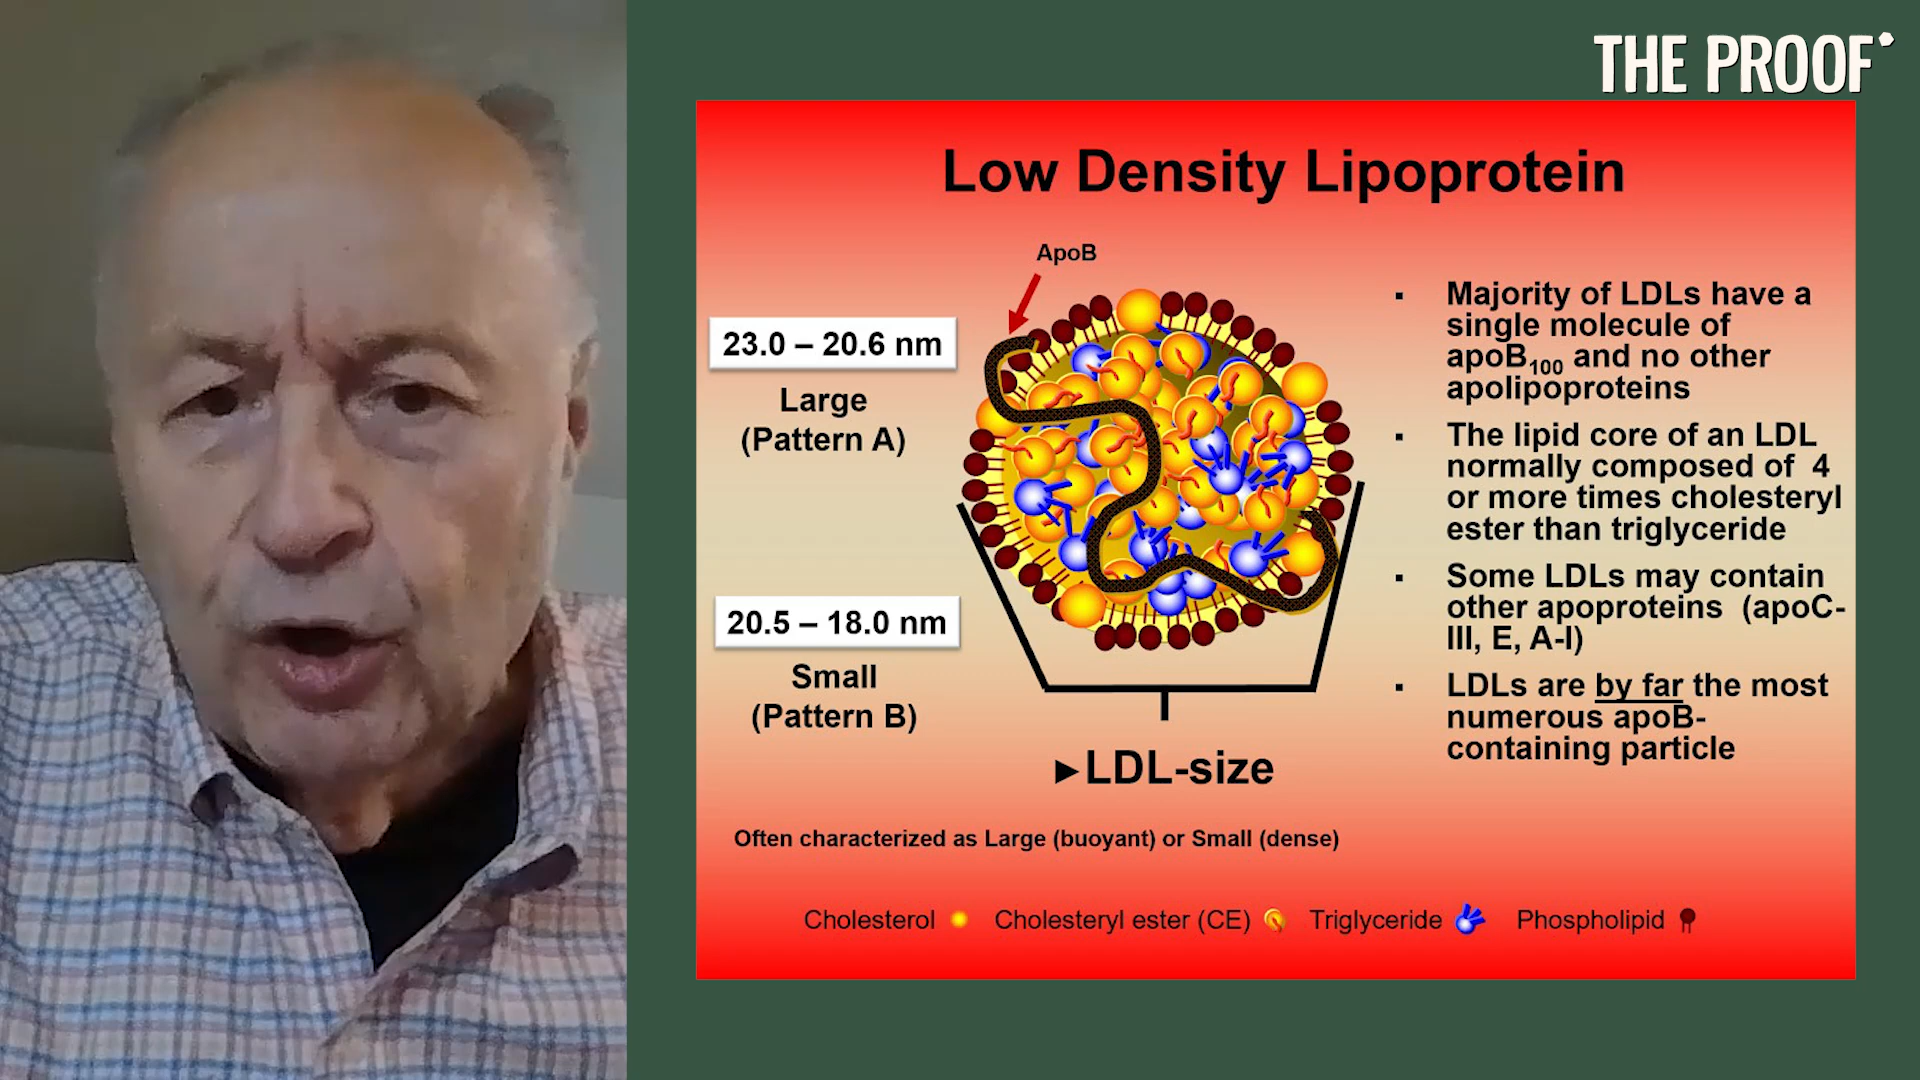 THE PROOF
Low Density Lipoprotein
ApoB
23.0 – 20.6 nm
Large
(Pattern A)
20.5 – 18.0 nm
Small
(Pattern B)
►LDL-size
Often characterized as Large (buoyant) or Small (dense)
▪ Majority of LDLs have a
single molecule of
apoB₁₀₀ and no other
apolipoproteins
▪ The lipid core of an LDL
normally composed of 4
or more times cholesteryl
ester than triglyceride
▪ Some LDLs may contain
other apoproteins (apoC-
III, E, A-I)
▪ LDLs are by far the most
numerous apoB-
containing particle
Cholesterol Cholesteryl ester (CE) Triglyceride Phospholipid